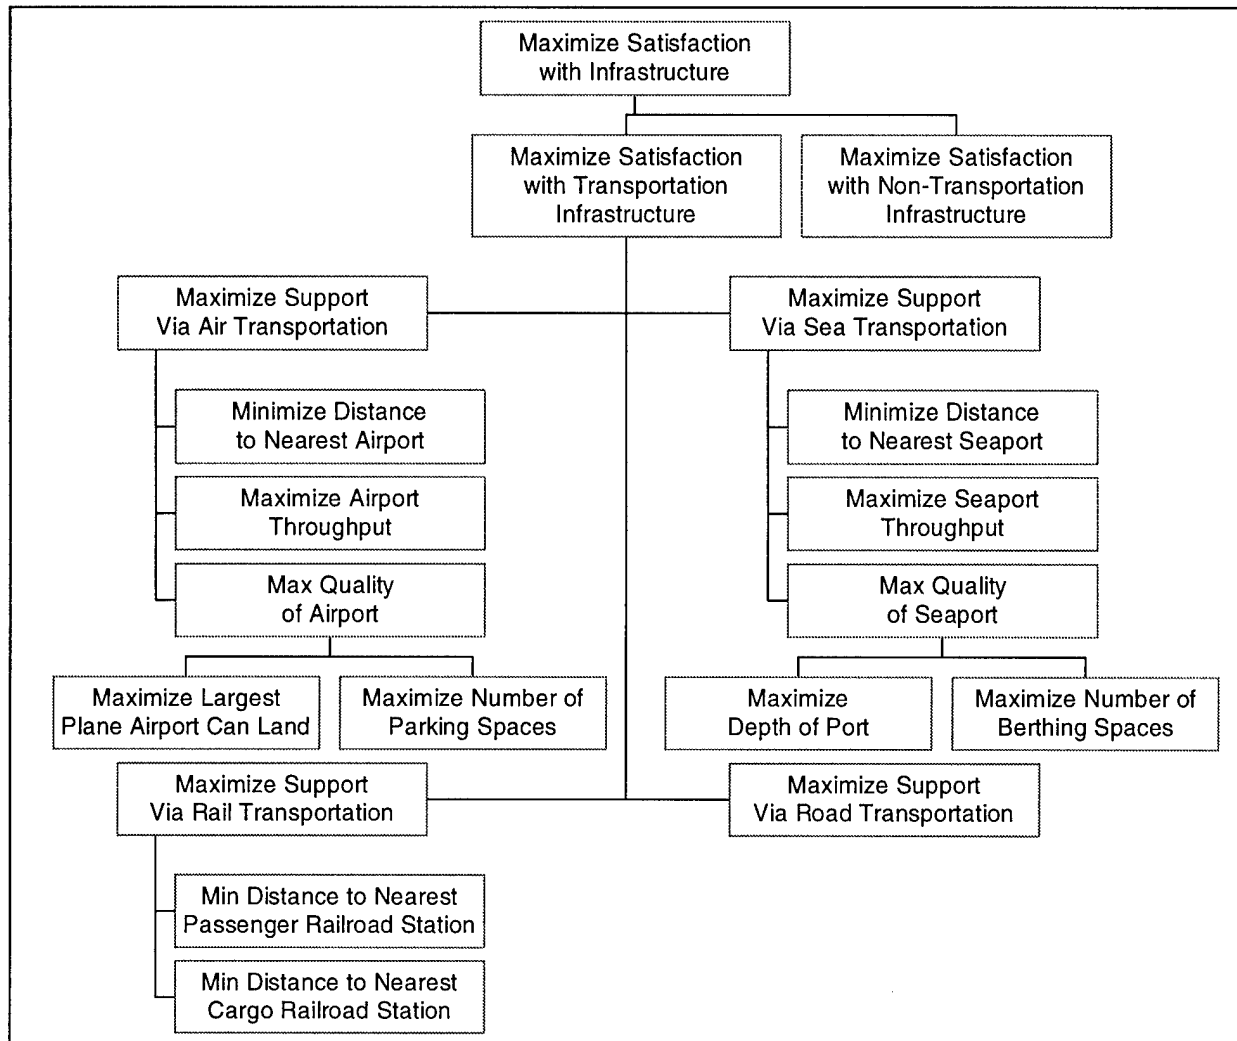 Maximize Satisfaction
with Infrastructure
Maximize Satisfaction
with Transportation
Infrastructure
Maximize Satisfaction
with Non-Transportation
Infrastructure
Maximize Support
Via Air Transportation
Maximize Support
Via Sea Transportation
Minimize Distance
to Nearest Airport
Maximize Airport
Throughput
Max Quality
of Airport
Maximize Largest
Plane Airport Can Land
Maximize Number of
Parking Spaces
Minimize Distance
to Nearest Seaport
Maximize Seaport
Throughput
Max Quality
of Seaport
Maximize
Depth of Port
Maximize Number of
Berthing Spaces
Maximize Support
Via Rail Transportation
Maximize Support
Via Road Transportation
Min Distance to Nearest
Passenger Railroad Station
Min Distance to Nearest
Cargo Railroad Station